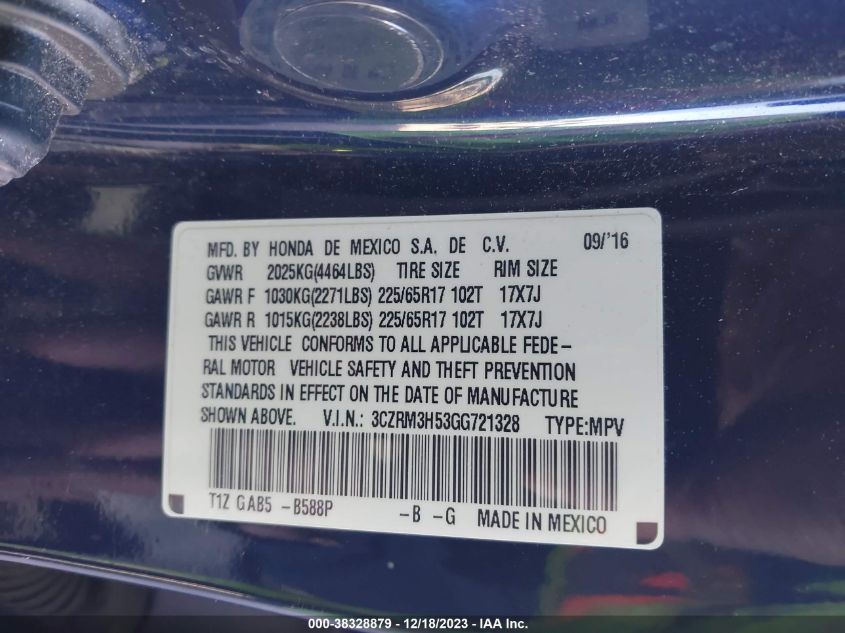 MFD. BY HONDA DE MEXICO S.A. DE C.V. 09/'16
GVWR 2025KG(4464LBS) TIRE SIZE RIM SIZE
GAWR F 1030KG(2271LBS) 225/65R17 102T 17X7J
GAWR R 1015KG(2238LBS) 225/65R17 102T 17X7J
THIS VEHICLE CONFORMS TO ALL APPLICABLE FEDE-
RAL MOTOR VEHICLE SAFETY AND THEFT PREVENTION
STANDARDS IN EFFECT ON THE DATE OF MANUFACTURE
SHOWN ABOVE. V.I.N.: 3CZRM3H53GG721328 TYPE:MPV
T1Z GAB5 -B588P -B -G MADE IN MEXICO
000-38328879 - 12/18/2023 - IAA Inc.